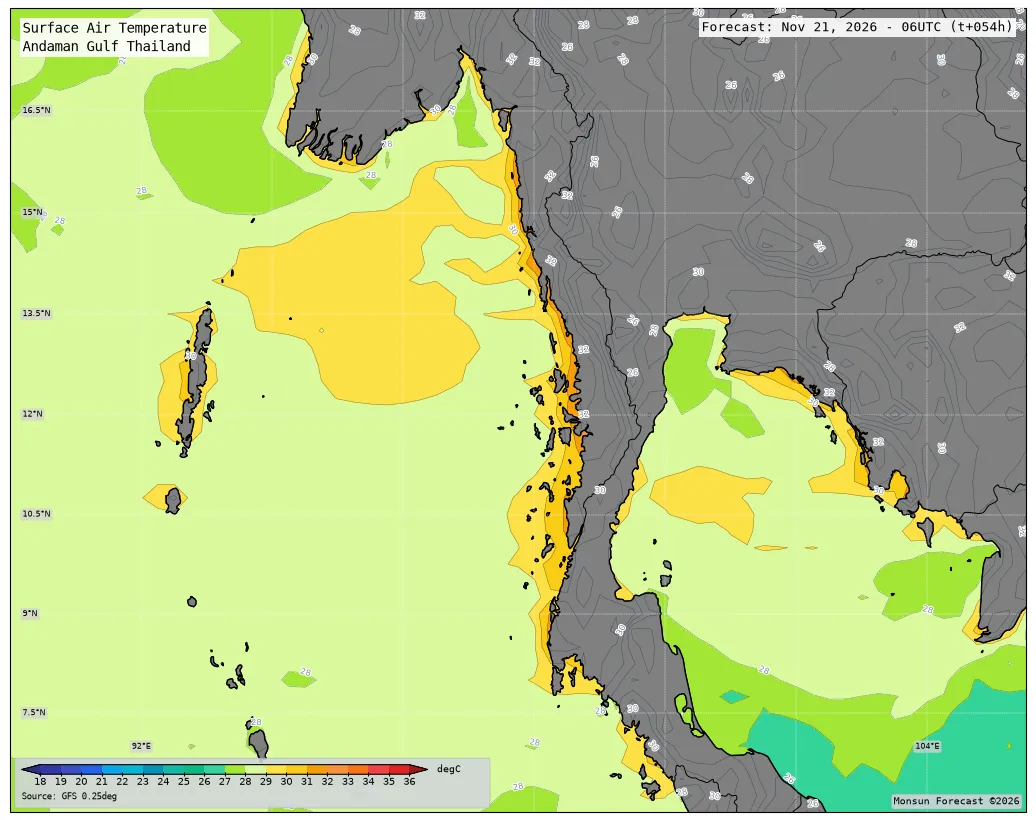 Surface Air Temperature
Andaman Gulf Thailand
Forecast: Nov 21, 2026 - 06UTC (t+054h)
16.5°N
15°N
13.5°N
12°N
10.5°N
9°N
7.5°N
92°E
104°E
degC
18 19 20 21 22 23 24 25 26 27 28 29 30 31 32 33 34 35 36
Source: GFS 0.25deg
Monsun Forecast ©2026